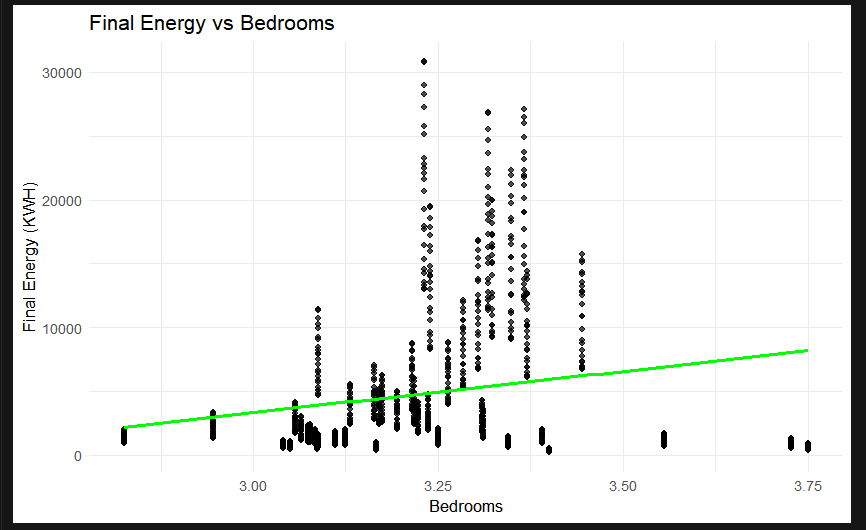 Final Energy vs Bedrooms
30000
20000
10000
0
Final Energy (KWH)
3.00
3.25
3.50
3.75
Bedrooms